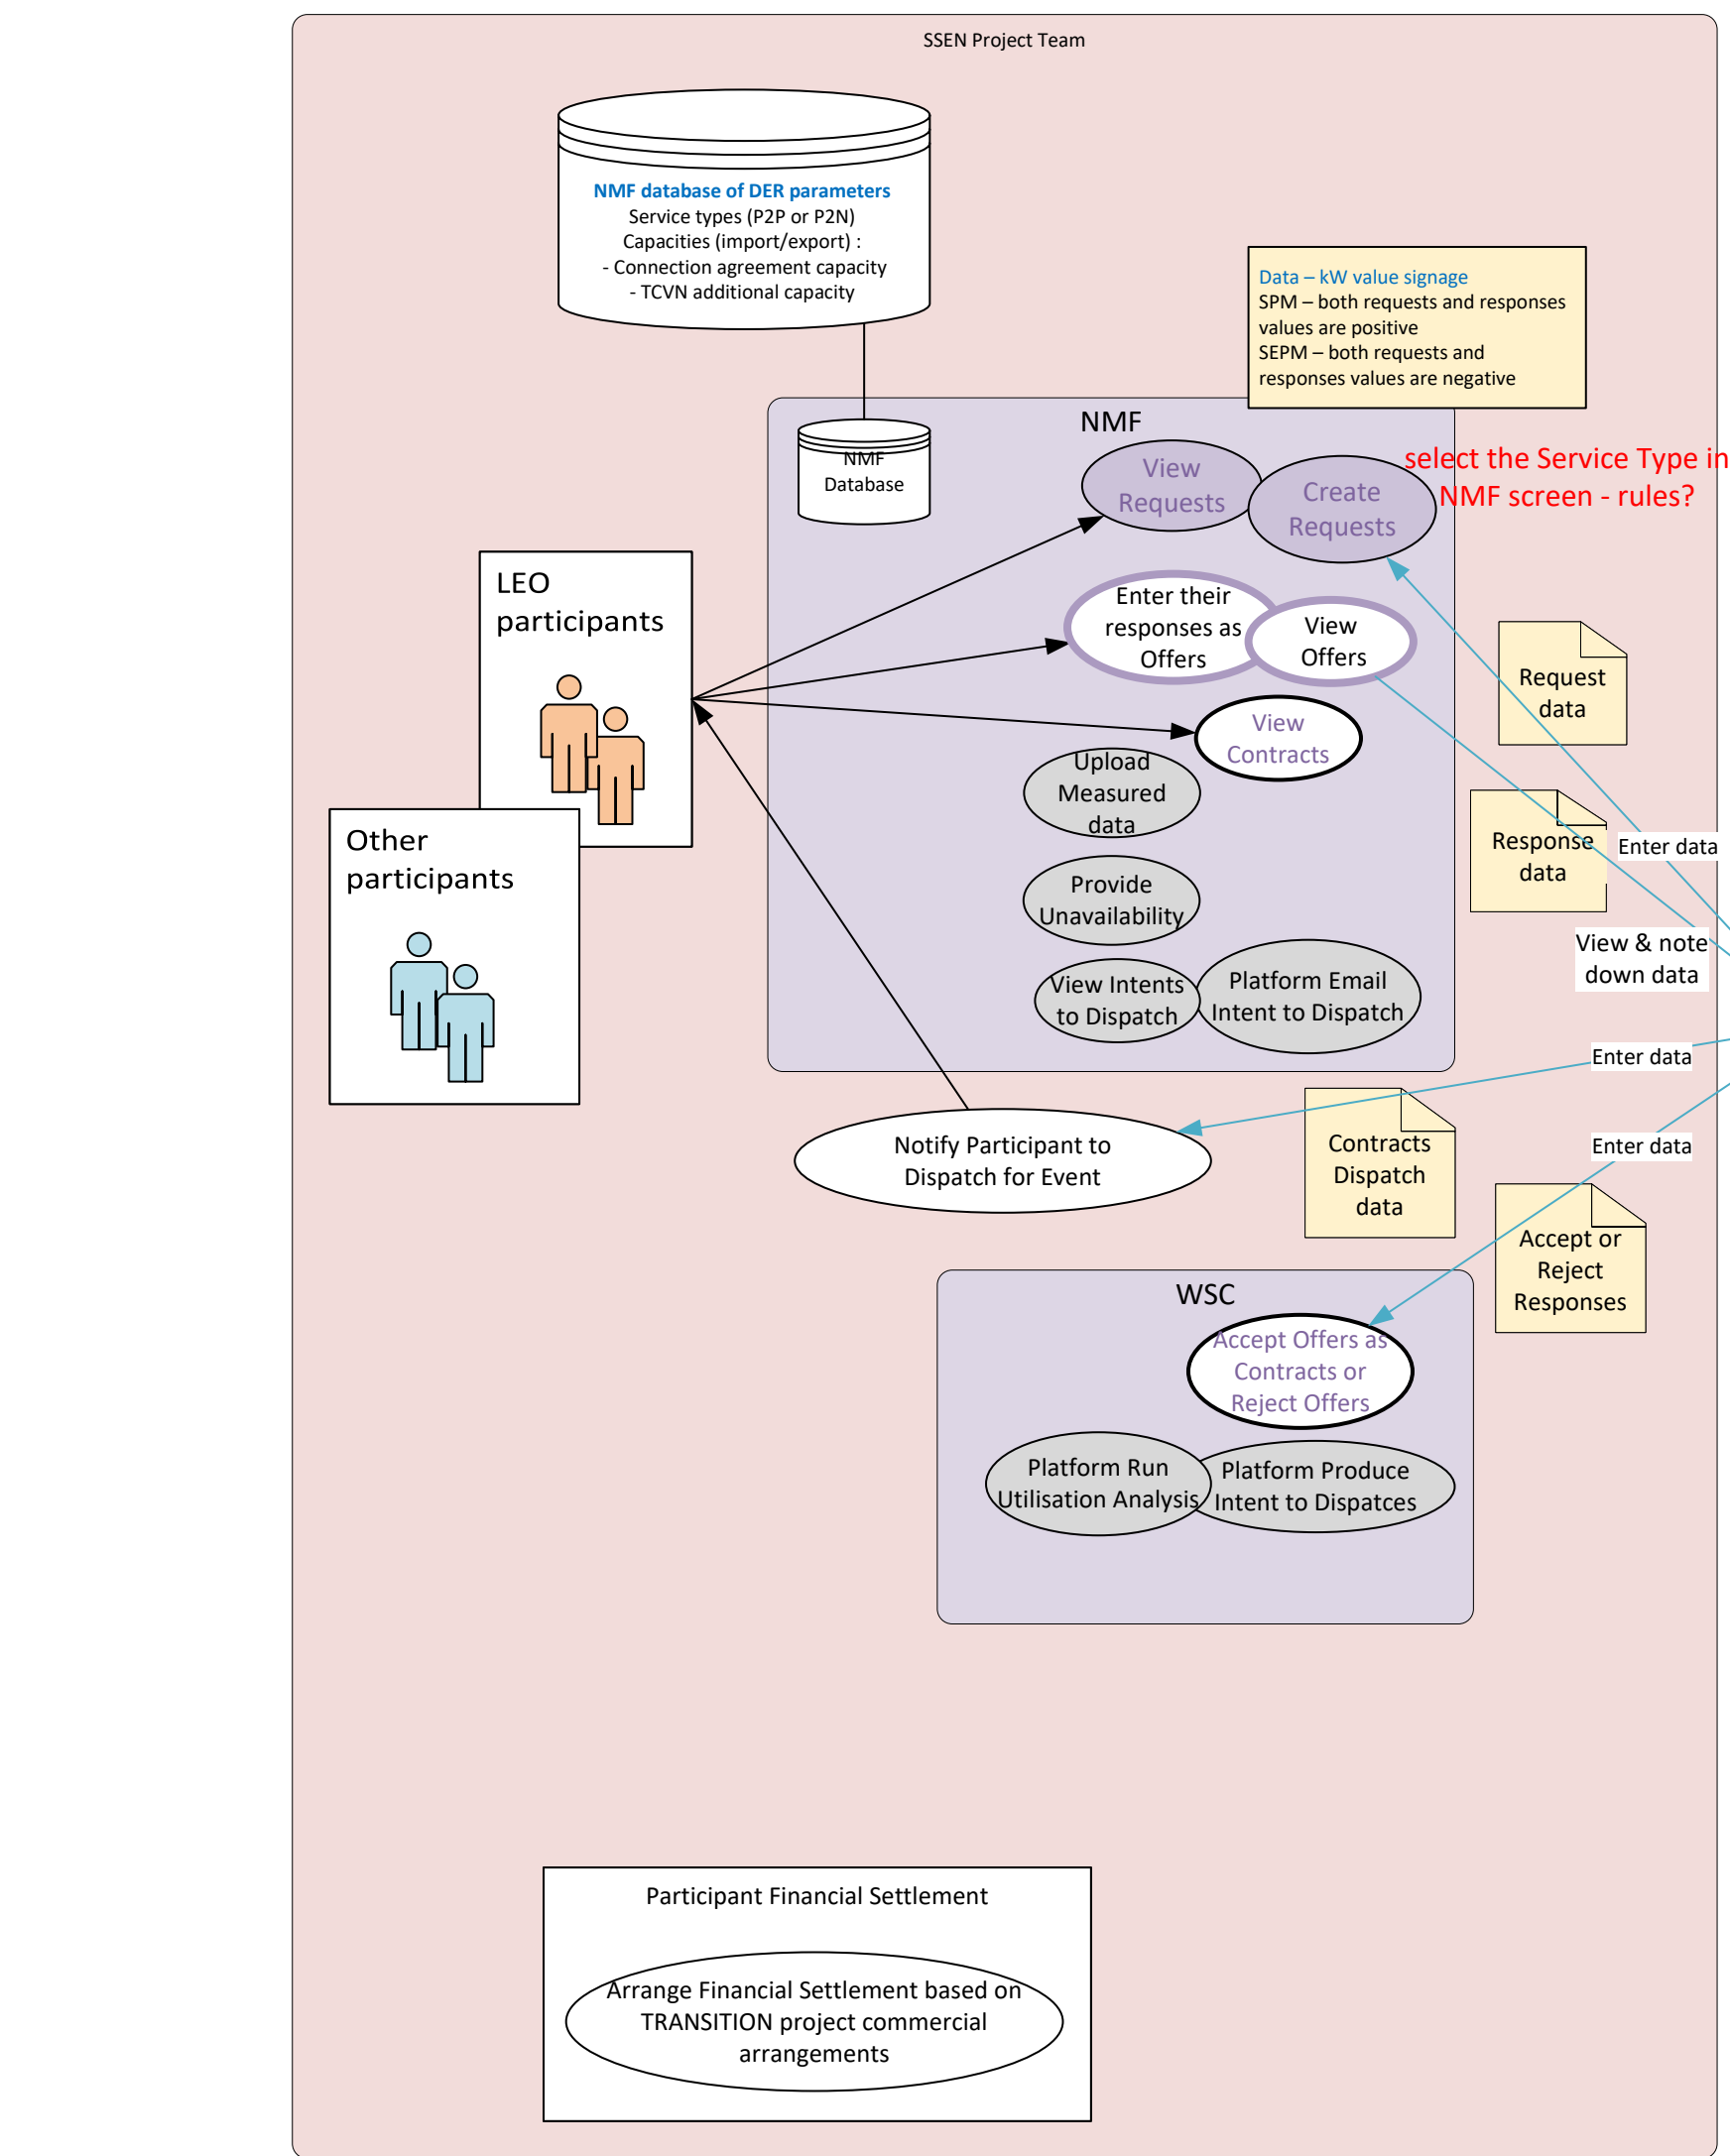 SSEN Project Team
NMF database of DER parameters
Service types (P2P or P2N)
Capacities (import/export) :
- Connection agreement capacity
- TCVN additional capacity
Data – kW value signage
SPM – both requests and responses
values are positive
SEPM – both requests and
responses values are negative
NMF
NMF
Database
View
Requests
Create
Requests
select the Service Type in
NMF screen - rules?
LEO
participants
Enter their
responses as
Offers
View
Offers
Request
data
View
Contracts
Upload
Measured
data
Other
participants
Response
data
Enter data
Provide
Unavailability
View & note
down data
View Intents
to Dispatch
Platform Email
Intent to Dispatch
Enter data
Notify Participant to
Dispatch for Event
Contracts
Dispatch
data
Enter data
Accept or
Reject
Responses
WSC
Accept Offers as
Contracts or
Reject Offers
Platform Run
Utilisation Analysis
Platform Produce
Intent to Dispatces
Participant Financial Settlement
Arrange Financial Settlement based on
TRANSITION project commercial
arrangements